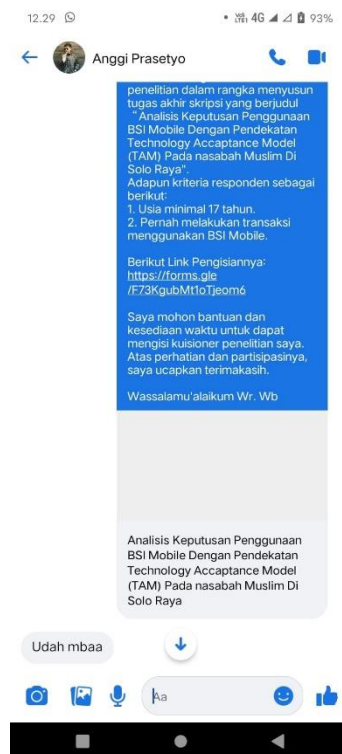 12.29
4G
93%
Anggi Prasetyo
penelitian dalam rangka menyusun
tugas akhir skripsi yang berjudul
"Analisis Keputusan Penggunaan
BSI Mobile Dengan Pendekatan
Technology Accaptance Model
(TAM) Pada nasabah Muslim Di
Solo Raya".
Adapun kriteria responden sebagai
berikut:
1. Usia minimal 17 tahun.
2. Pernah melakukan transaksi
menggunakan BSI Mobile.
Berikut Link Pengisiannya:
https://forms.gle
/F73KgubMt1oTjeom6
Saya mohon bantuan dan
kesediaan waktu untuk dapat
mengisi kuisioner penelitian saya.
Atas perhatian dan partisipasinya,
saya ucapkan terimakasih.
Wassalamu'alaikum Wr. Wb
Analisis Keputusan Penggunaan
BSI Mobile Dengan Pendekatan
Technology Accaptance Model
(TAM) Pada nasabah Muslim Di
Solo Raya
Udah mbaa
Aa